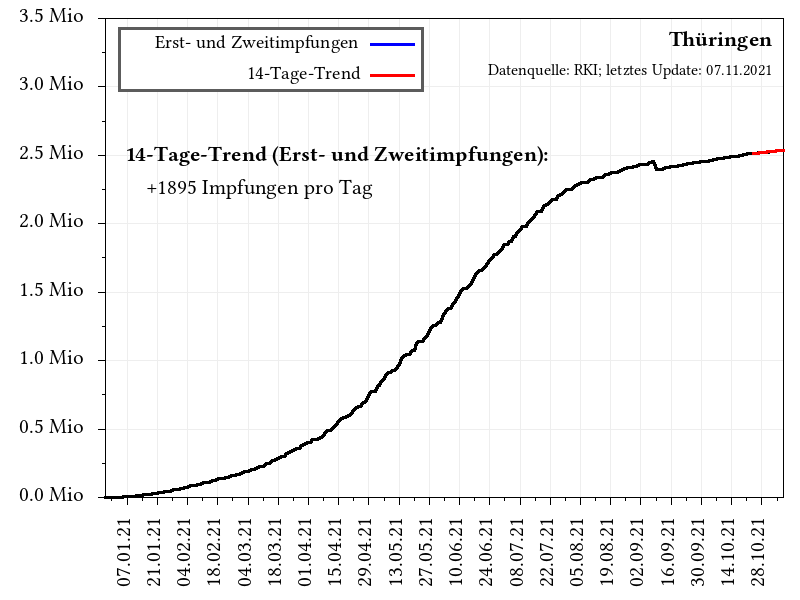 3.5 Mio
3.0 Mio
2.5 Mio
2.0 Mio
1.5 Mio
1.0 Mio
0.5 Mio
0.0 Mio
Erst- und Zweitimpfungen
14-Tage-Trend
Thüringen
Datenquelle: RKI; letztes Update: 07.11.2021
14-Tage-Trend (Erst- und Zweitimpfungen):
+1895 Impfungen pro Tag
07.01.21
21.01.21
04.02.21
18.02.21
04.03.21
18.03.21
01.04.21
15.04.21
29.04.21
13.05.21
27.05.21
10.06.21
24.06.21
08.07.21
22.07.21
05.08.21
19.08.21
02.09.21
16.09.21
30.09.21
14.10.21
28.10.21